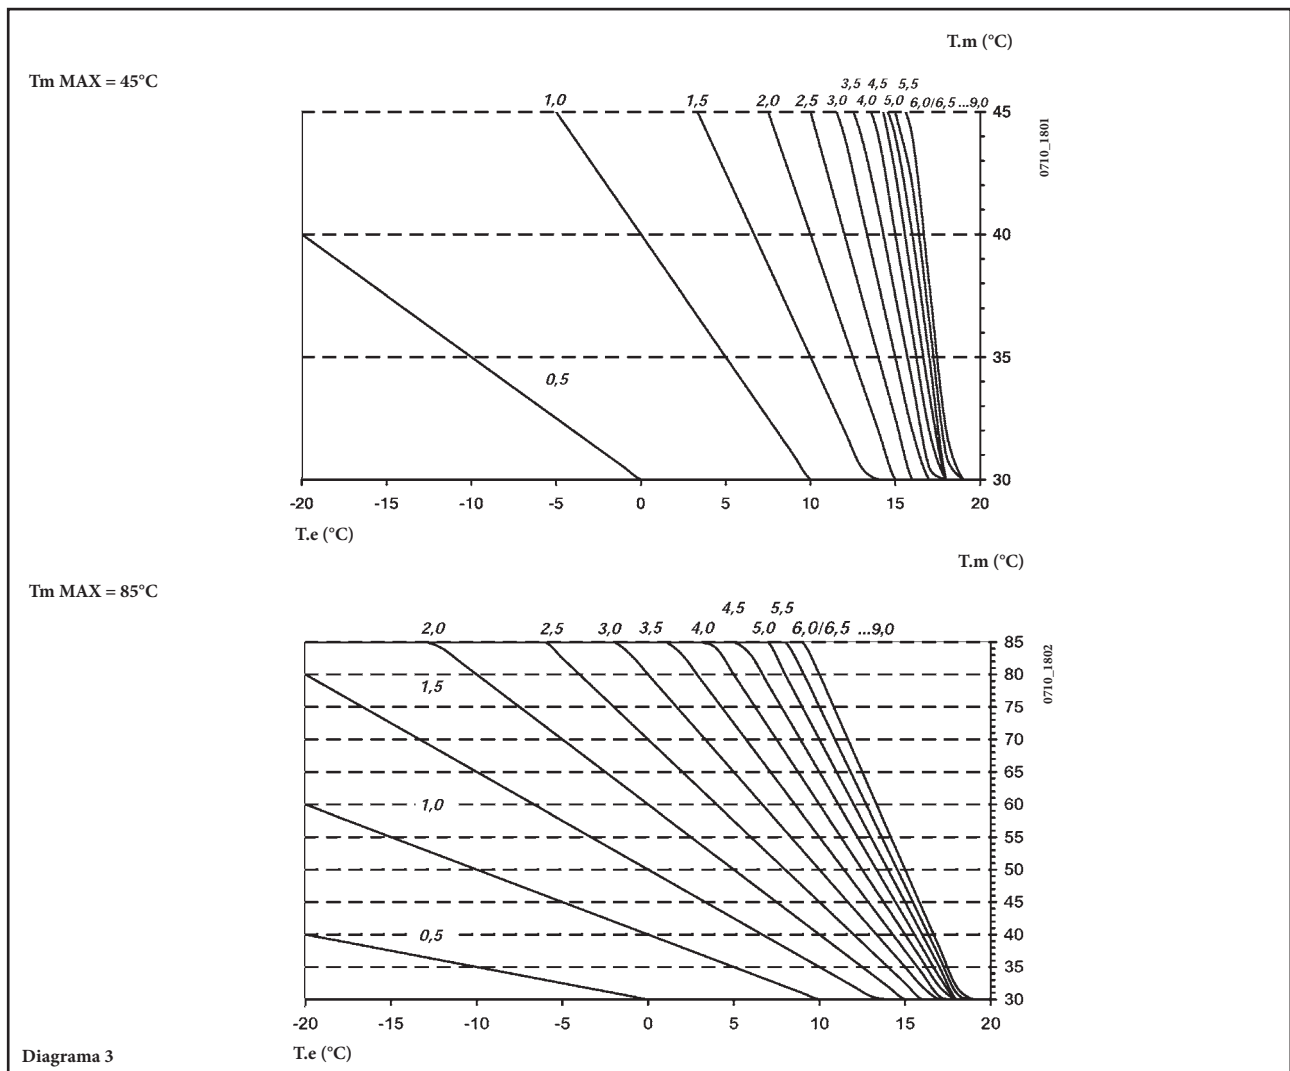 T.m (°C)
Tm MAX = 45°C
3,5 4,5 5,5
1,0 1,5 2,0 2,5 3,0 4,0 5,0 6,0/6,5 ...9,0
45
40
35
0,5
30
-20 -15 -10 -5 0 5 10 15 20
T.e (°C)
0710_1801
T.m (°C)
Tm MAX = 85°C
4,5 5,5
2,0 2,5 3,0 3,5 4,0 5,0 6,0/6,5 ...9,0
85
80
1,5
75
70
65
60
1,0
55
50
45
40
0,5
35
30
-20 -15 -10 -5 0 5 10 15 20
T.e (°C)
0710_1802
Diagrama 3